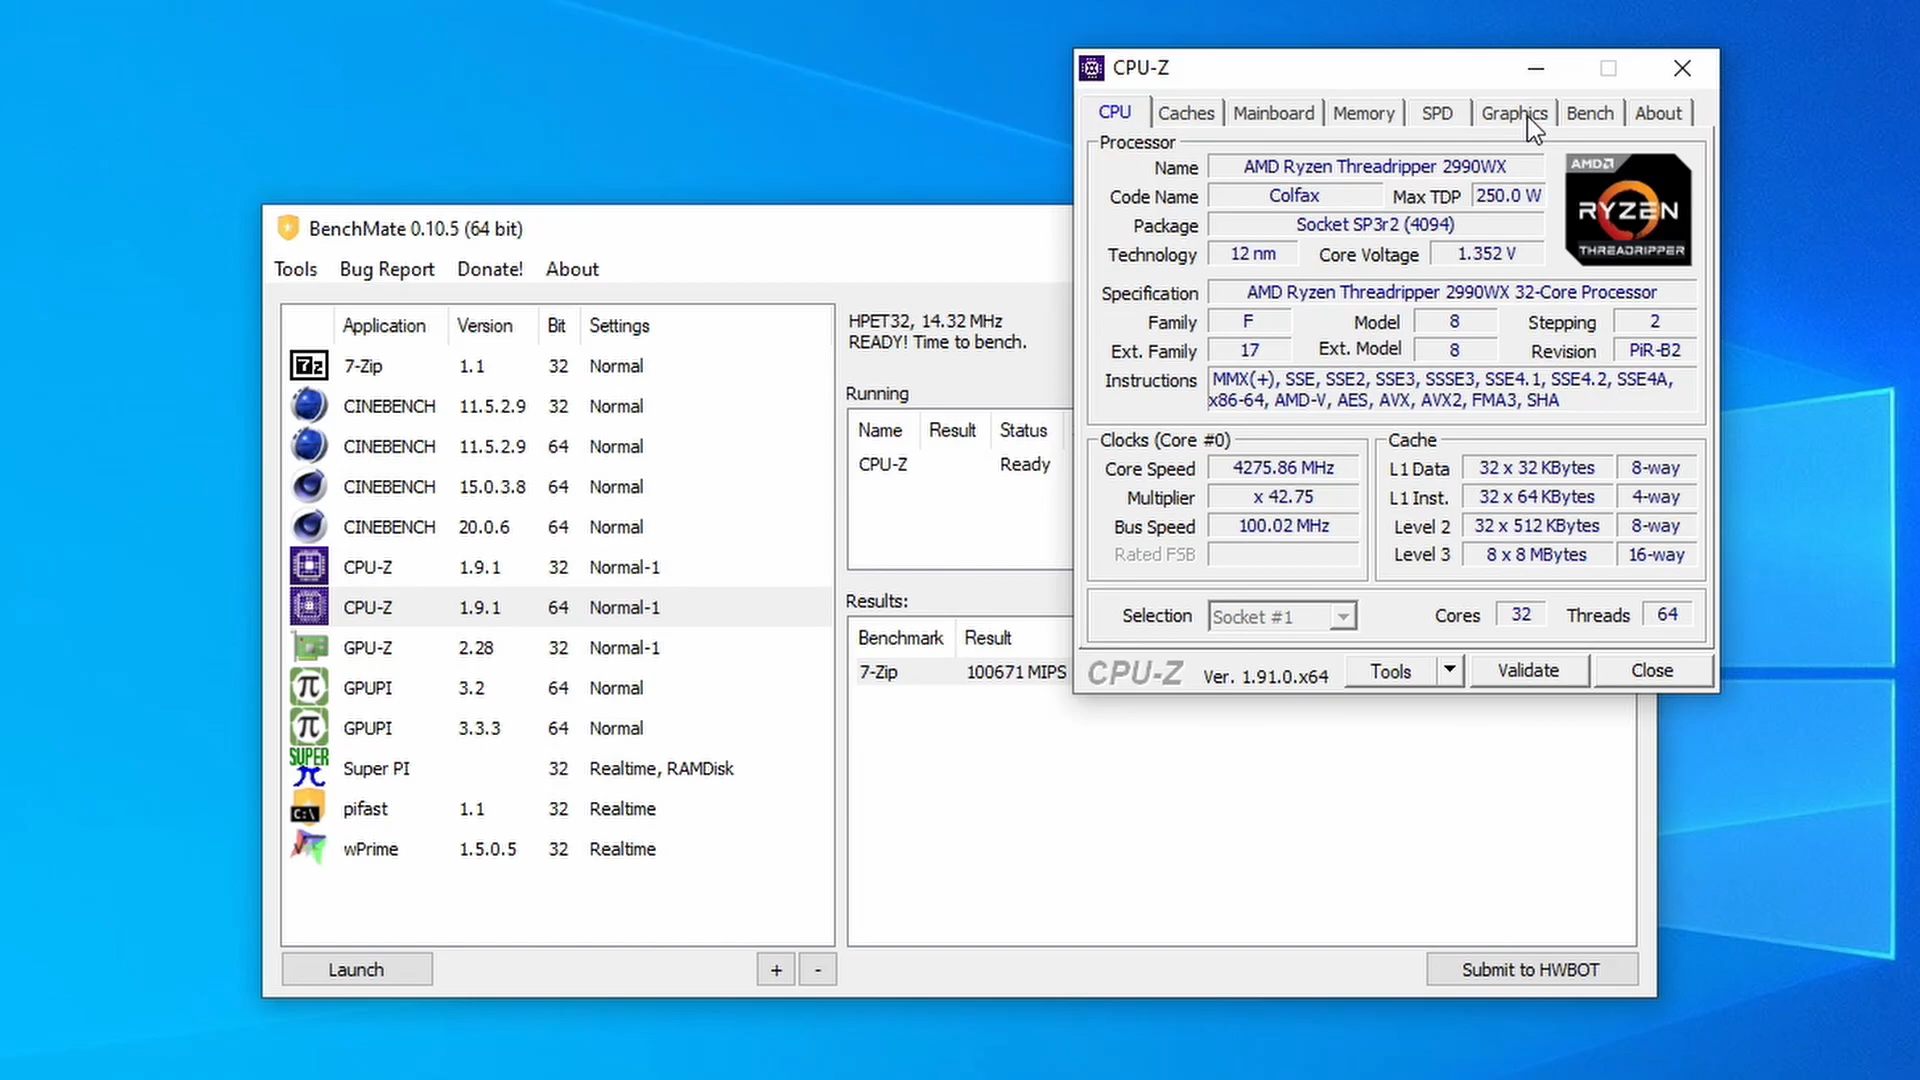 CPU-Z
CPU Caches Mainboard Memory SPD Graphics Bench About
Processor
Name AMD Ryzen Threadripper 2990WX
Code Name Colfax Max TDP 250.0 W
Package Socket SP3r2 (4094)
Technology 12 nm Core Voltage 1.352 V
AMD
RYZEN
THREADRIPPER
Specification AMD Ryzen Threadripper 2990WX 32-Core Processor
Family F Model 8 Stepping 2
Ext. Family 17 Ext. Model 8 Revision PiR-B2
Instructions MMX(+), SSE, SSE2, SSE3, SSSE3, SSE4.1, SSE4.2, SSE4A,
x86-64, AMD-V, AES, AVX, AVX2, FMA3, SHA
Clocks (Core #0)
Core Speed 4275.86 MHz
Multiplier x 42.75
Bus Speed 100.02 MHz
Rated FSB
Cache
L1 Data 32 x 32 KBytes 8-way
L1 Inst. 32 x 64 KBytes 4-way
Level 2 32 x 512 KBytes 8-way
Level 3 8 x 8 MBytes 16-way
Selection Socket #1 Cores 32 Threads 64
CPU-Z Ver. 1.91.0.x64 Tools Validate Close
BenchMate 0.10.5 (64 bit)
Tools Bug Report Donate! About
Application Version Bit Settings
7z 7-Zip 1.1 32 Normal
CINEBENCH 11.5.2.9 32 Normal
CINEBENCH 11.5.2.9 64 Normal
CINEBENCH 15.0.3.8 64 Normal
CINEBENCH 20.0.6 64 Normal
CPU-Z 1.9.1 32 Normal-1
CPU-Z 1.9.1 64 Normal-1
GPU-Z 2.28 32 Normal-1
π GPUPI 3.2 64 Normal
π GPUPI 3.3.3 64 Normal
SUPER π Super PI 32 Realtime, RAMDisk
C:\ pifast 1.1 32 Realtime
wPrime 1.5.0.5 32 Realtime
Launch + -
HPET32, 14.32 MHz
READY! Time to bench.
Running
Name Result Status
CPU-Z Ready
Results:
Benchmark Result
7-Zip 100671 MIPS
Submit to HWBOT